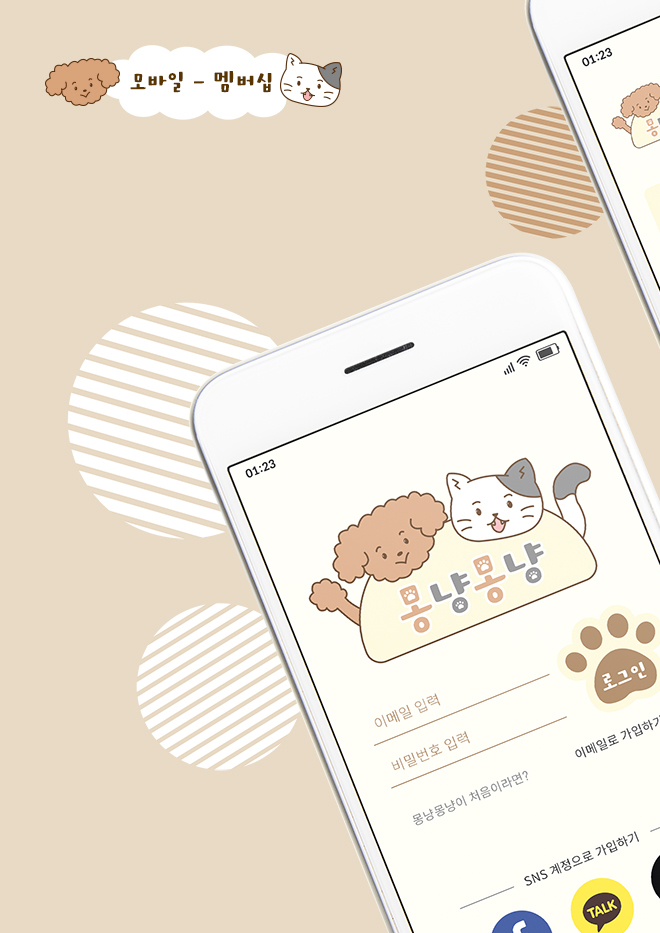 모바일 - 멤버십
01:23
01:23
몽냥몽냥
이메일 입력
비밀번호 입력
로그인
몽냥몽냥이 처음이라면?
이메일로 가입하기
SNS 계정으로 가입하기
f
TALK